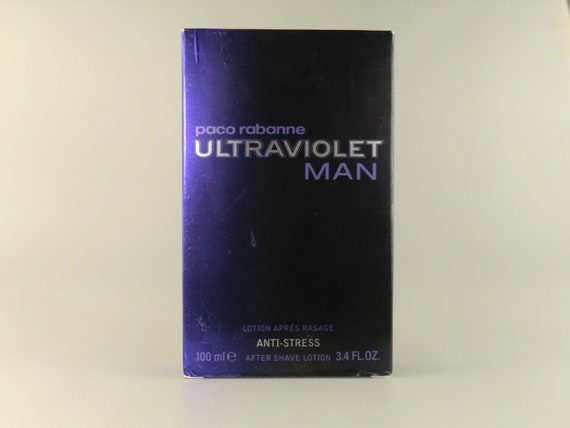 paco rabanne
ULTRAVIOLET
MAN
LOTION APRÈS RASAGE
ANTI-STRESS
100 ml e AFTER SHAVE LOTION 3.4 FL.OZ.